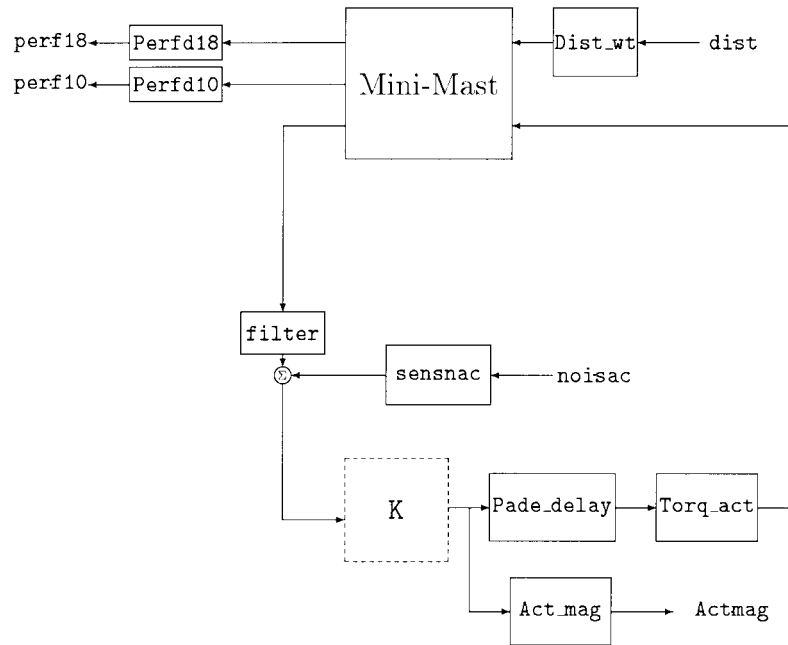 perf18 Perfd18 Dist_wt dist
perf10 Perfd10 Mini-Mast
filter
Σ sensnac noisac
K Pade_delay Torq_act
Act_mag Actmag